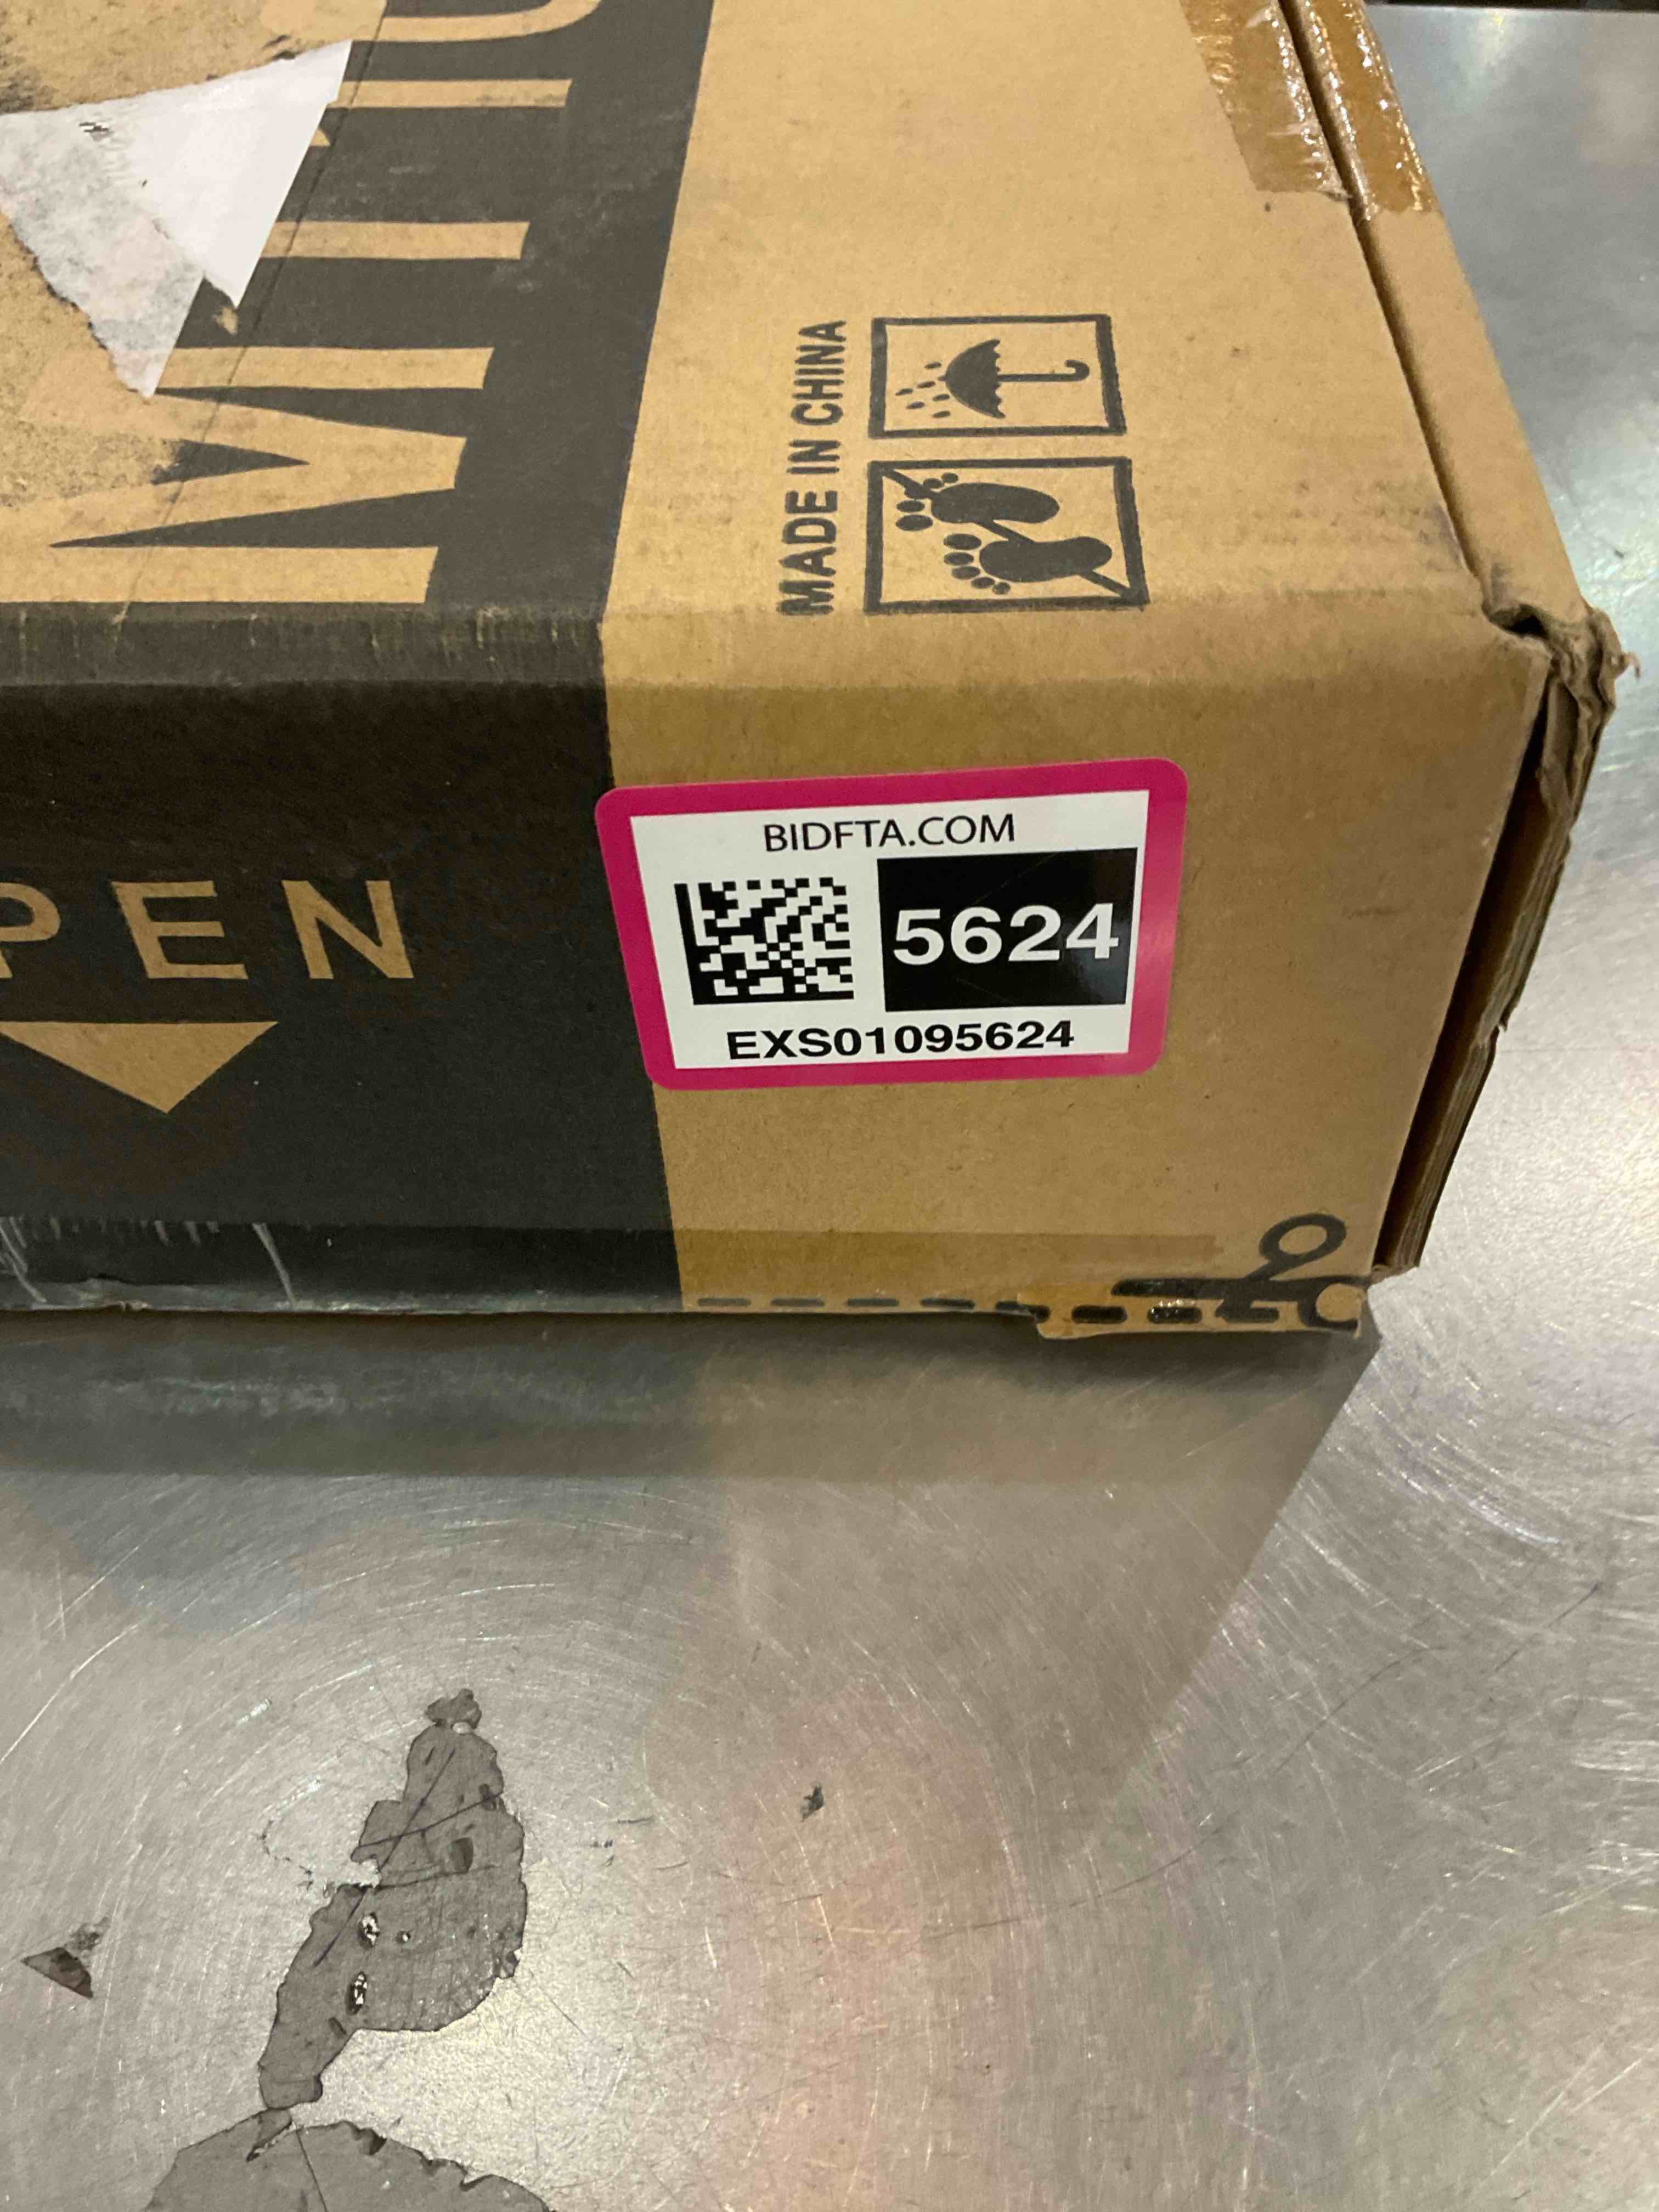 MADE IN CHINA
PEN
BIDFTA.COM
5624
EXS01095624